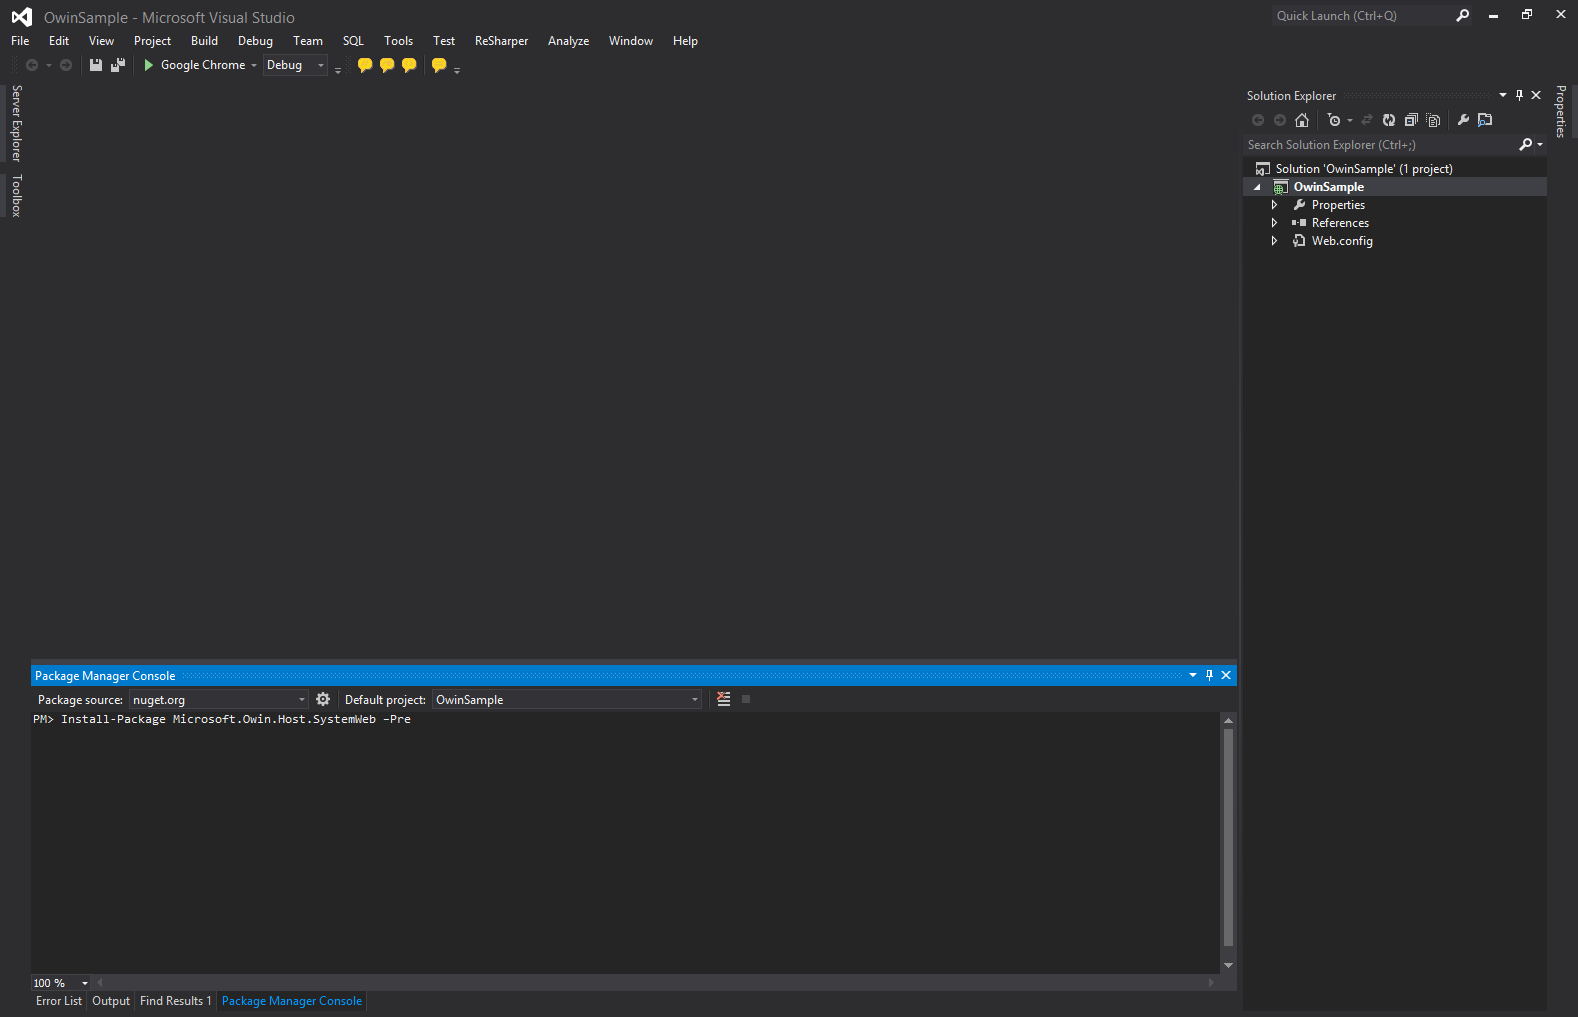 OwinSample - Microsoft Visual Studio
Quick Launch (Ctrl+Q)
File Edit View Project Build Debug Team SQL Tools Test ReSharper Analyze Window Help
Google Chrome Debug
Server Explorer
Toolbox
Solution Explorer
Search Solution Explorer (Ctrl+;)
Solution 'OwinSample' (1 project)
OwinSample
Properties
References
Web.config
Properties
Package Manager Console
Package source: nuget.org Default project: OwinSample
PM> Install-Package Microsoft.Owin.Host.SystemWeb –Pre
100 %
Error List Output Find Results 1 Package Manager Console